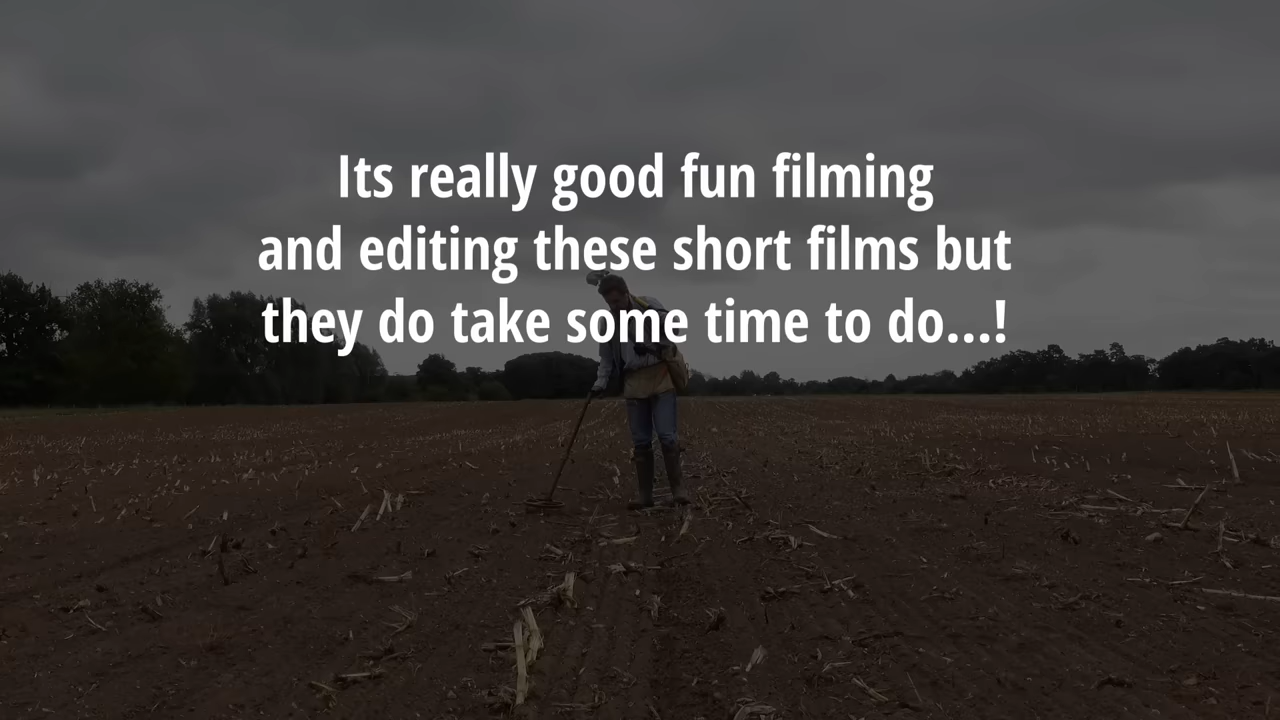 Its really good fun filming
and editing these short films but
they do take some time to do...!